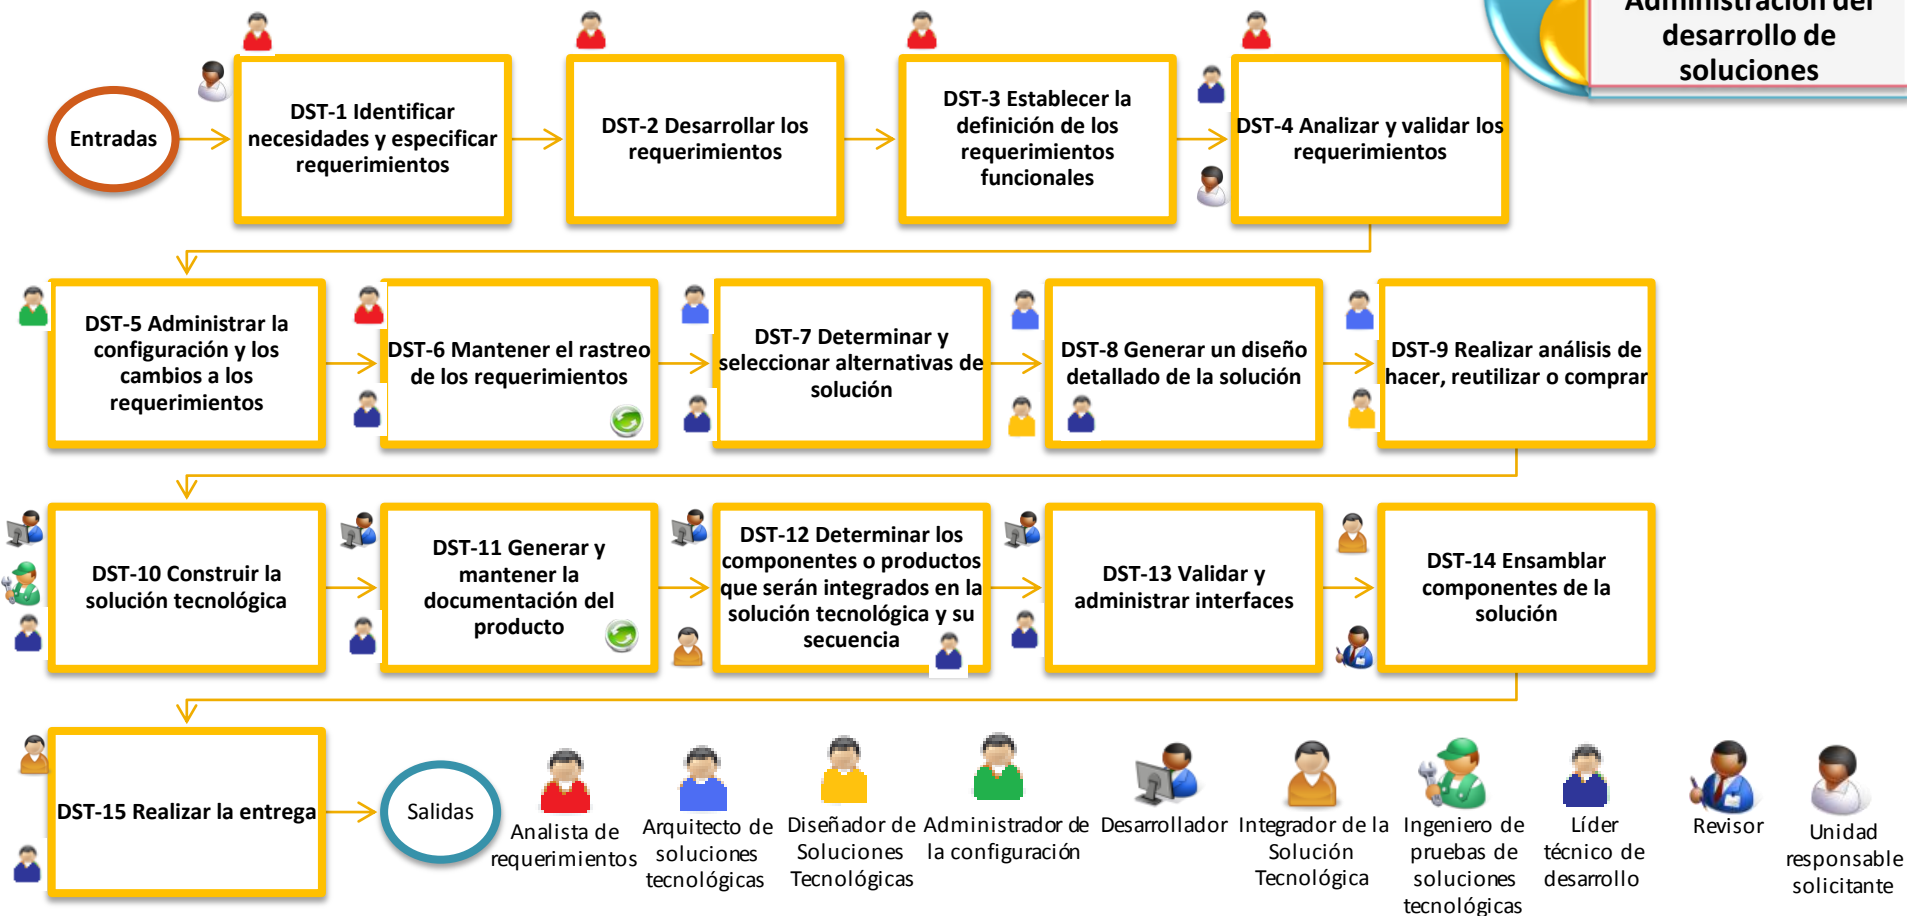 Administración del
desarrollo de
soluciones
Entradas
DST-1 Identificar
necesidades y especificar
requerimientos
DST-2 Desarrollar los
requerimientos
DST-3 Establecer la
definición de los
requerimientos
funcionales
DST-4 Analizar y validar los
requerimientos
DST-5 Administrar la
configuración y los
cambios a los
requerimientos
DST-6 Mantener el rastreo
de los requerimientos
DST-7 Determinar y
seleccionar alternativas de
solución
DST-8 Generar un diseño
detallado de la solución
DST-9 Realizar análisis de
hacer, reutilizar o comprar
DST-10 Construir la
solución tecnológica
DST-11 Generar y
mantener la
documentación del
producto
DST-12 Determinar los
componentes o productos
que serán integrados en la
solución tecnológica y su
secuencia
DST-13 Validar y
administrar interfaces
DST-14 Ensamblar
componentes de la
solución
DST-15 Realizar la entrega
Salidas
Analista de
requerimientos
Arquitecto de
soluciones
tecnológicas
Diseñador de
Soluciones
Tecnológicas
Administrador de
la configuración
Desarrollador
Integrador de la
Solución
Tecnológica
Ingeniero de
pruebas de
soluciones
tecnológicas
Líder
técnico de
desarrollo
Revisor
Unidad
responsable
solicitante